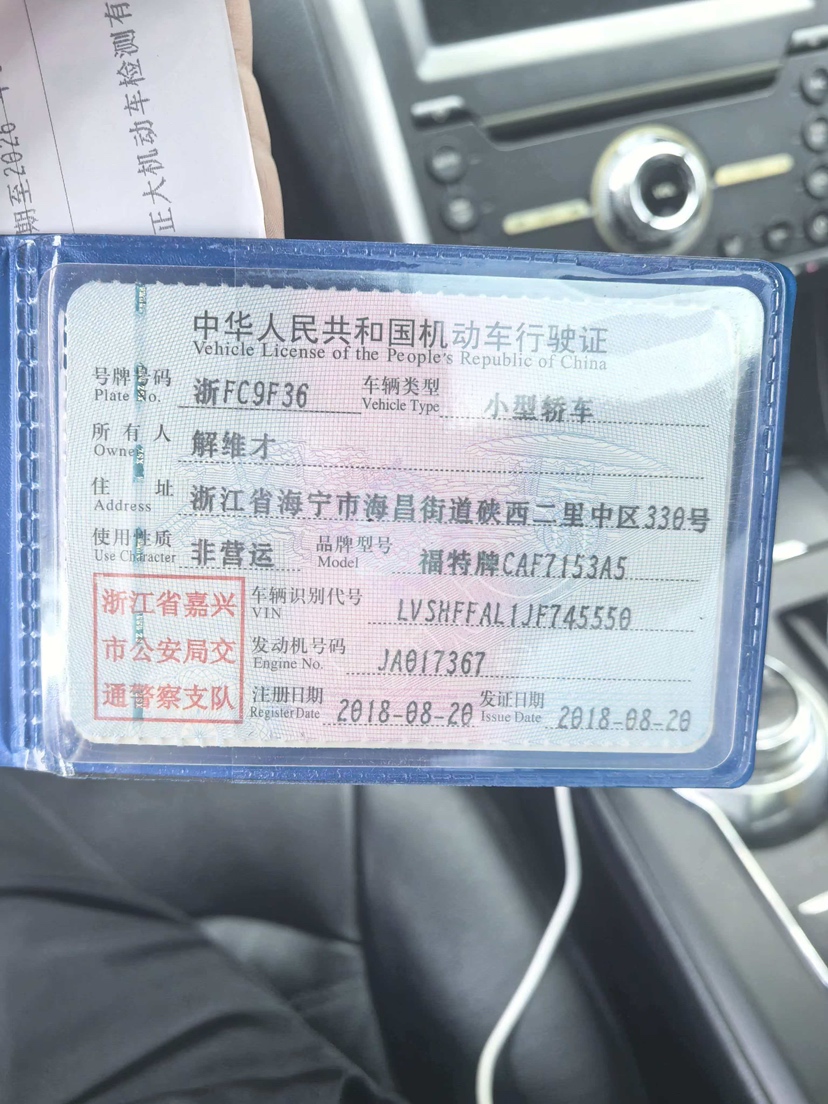 期至2026年
正大机动车检测有
中华人民共和国机动车行驶证
Vehicle License of the People's Republic of China
号牌号码 浙FC9F36 车辆类型 小型轿车
Plate No. Vehicle Type
所有人 解维才
Owner
住址 浙江省海宁市海昌街道硖西二里中区330号
Address
使用性质 非营运 品牌型号 福特牌CAF7153A5
Use Character Model
浙江省嘉兴
市公安局交
通警察支队
车辆识别代号 LVSHFFAL1JF745550
VIN
发动机号码 JA017367
Engine No.
注册日期 2018-08-20 发证日期 2018-08-20
Register Date Issue Date